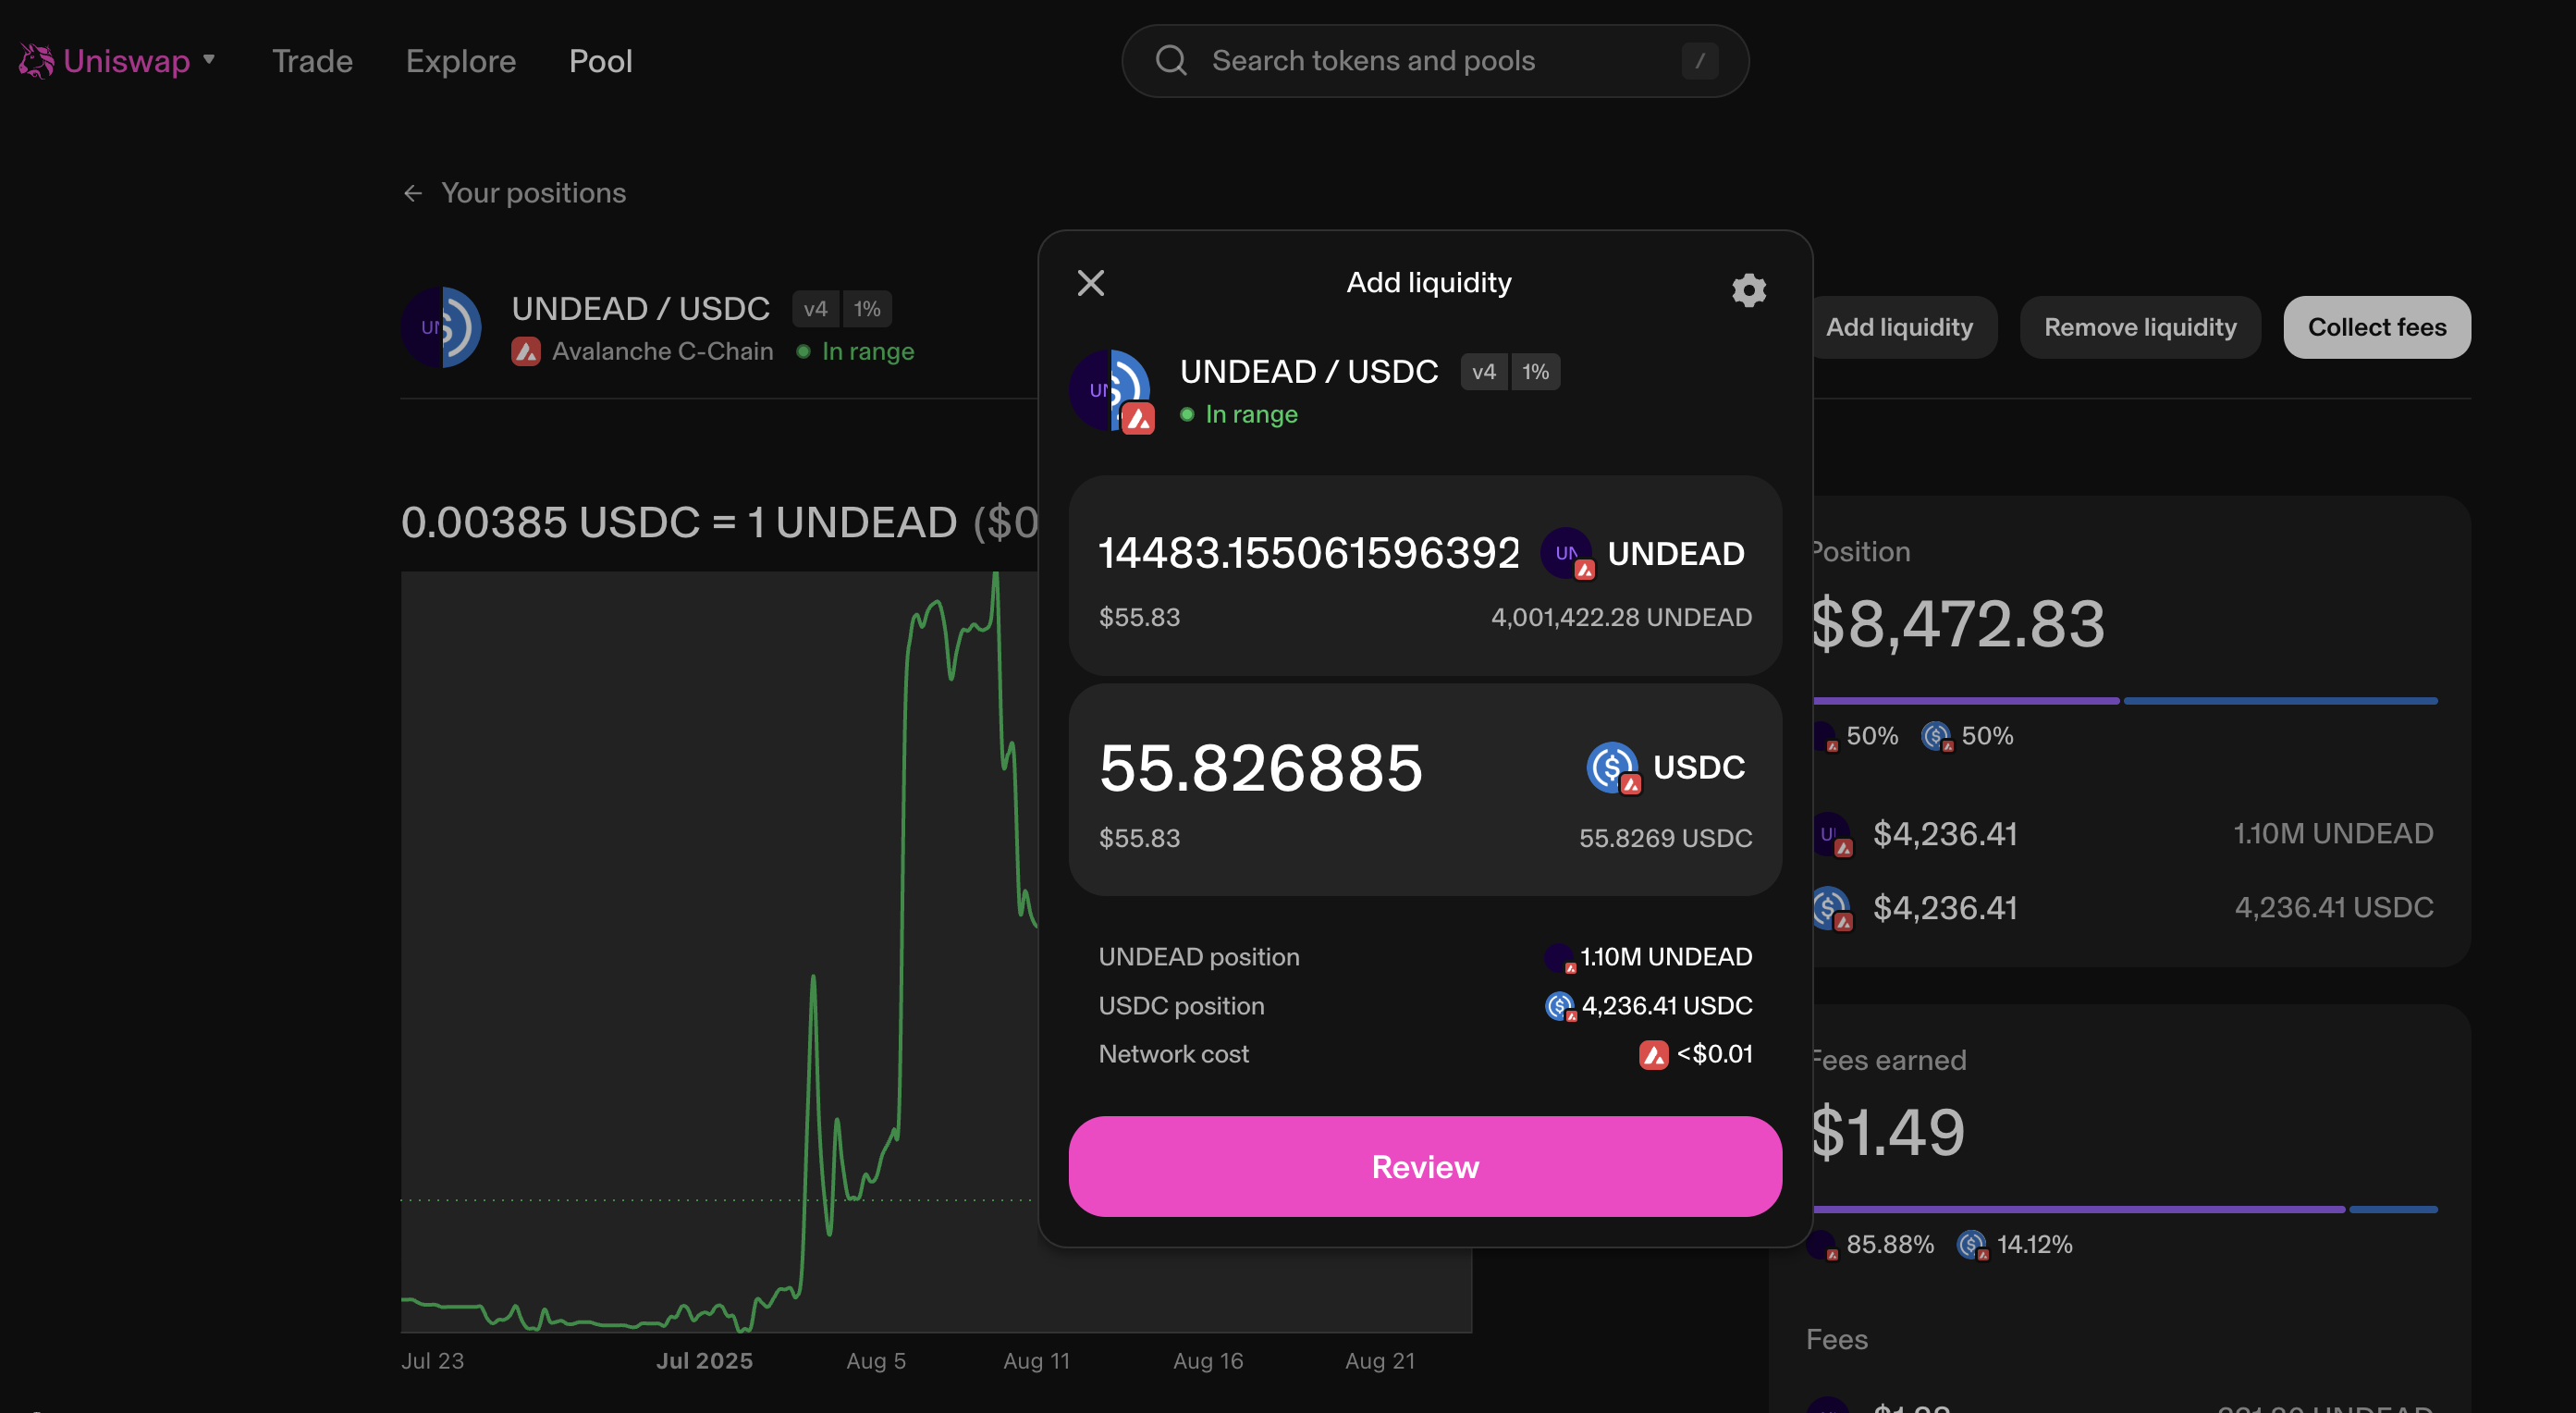 Uniswap Trade Explore Pool
Search tokens and pools /
← Your positions
UNDEAD / USDC v4 1%
Avalanche C-Chain In range
Add liquidity Remove liquidity Collect fees
0.00385 USDC = 1 UNDEAD ($0
Jul 23 Jul 2025 Aug 5 Aug 11 Aug 16 Aug 21
Add liquidity
UNDEAD / USDC v4 1%
In range
14483.155061596392 UNDEAD
$55.83 4,001,422.28 UNDEAD
55.826885 USDC
$55.83 55.8269 USDC
UNDEAD position 1.10M UNDEAD
USDC position 4,236.41 USDC
Network cost <$0.01
Review
Position
$8,472.83
50% 50%
$4,236.41 1.10M UNDEAD
$4,236.41 4,236.41 USDC
Fees earned
$1.49
85.88% 14.12%
Fees